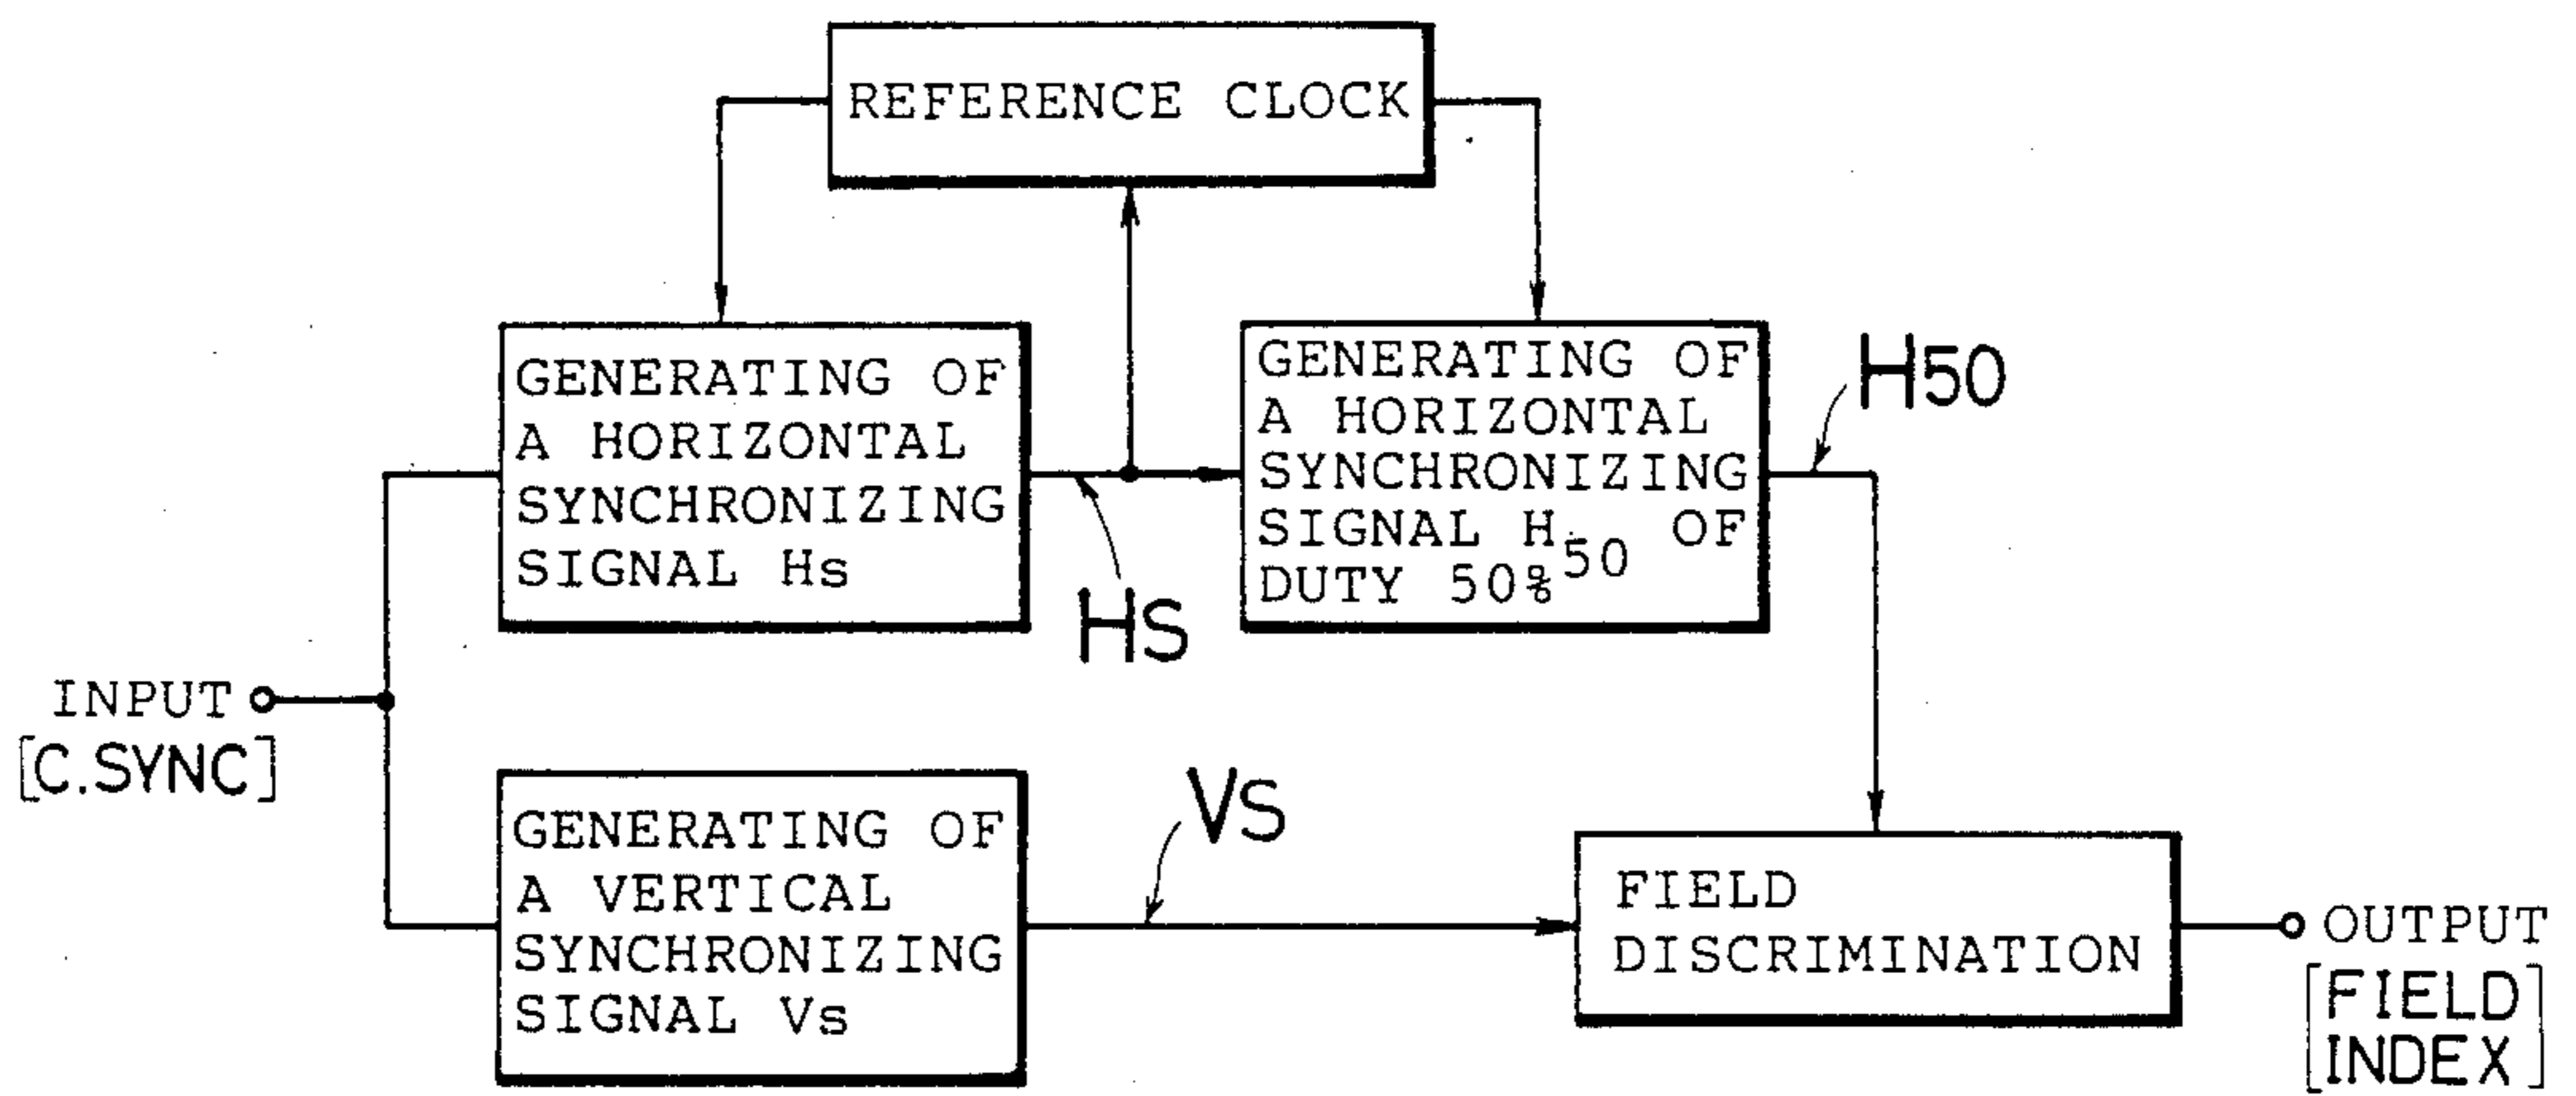 REFERENCE CLOCK
GENERATING OF
A HORIZONTAL
SYNCHRONIZING
SIGNAL Hs
HS
GENERATING OF
A HORIZONTAL
SYNCHRONIZING
SIGNAL H50 OF
DUTY 50%
H50
INPUT
[C.SYNC]
GENERATING OF
A VERTICAL
SYNCHRONIZING
SIGNAL Vs
VS
FIELD
DISCRIMINATION
OUTPUT
[FIELD
INDEX]